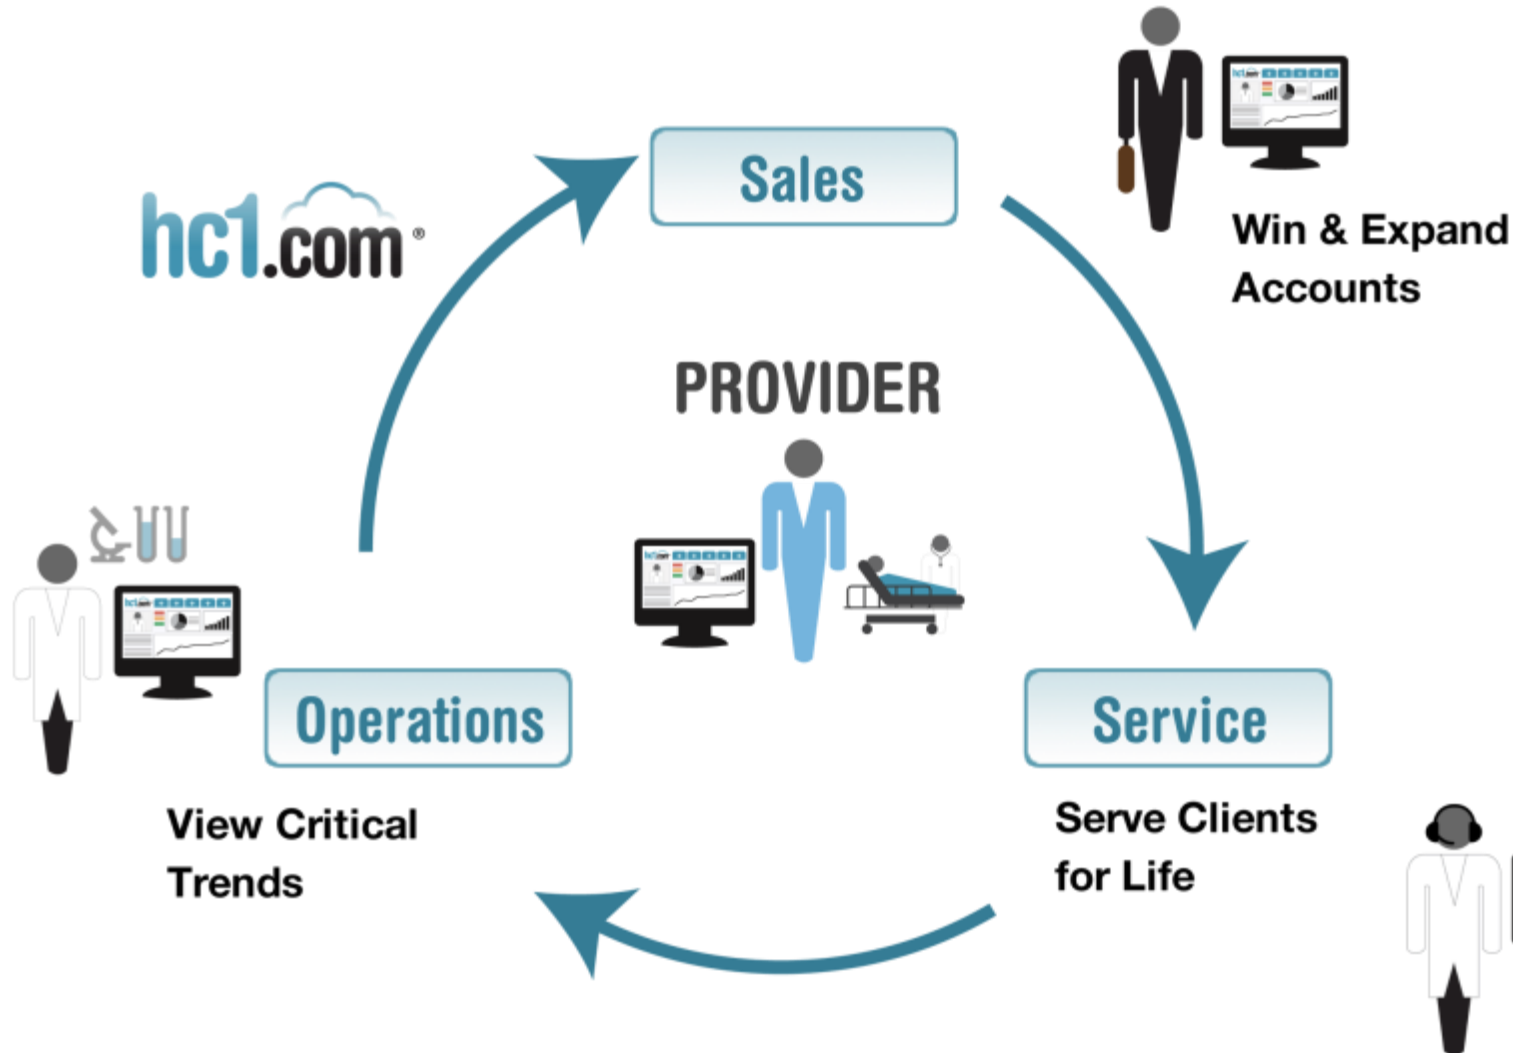 hc1.com®
Sales
Win & Expand
Accounts
PROVIDER
Operations
View Critical
Trends
Service
Serve Clients
for Life